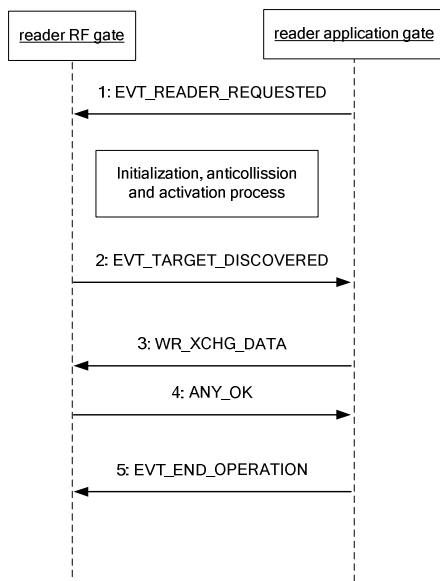 reader RF gate
reader application gate
1: EVT_READER_REQUESTED
Initialization, anticollission
and activation process
2: EVT_TARGET_DISCOVERED
3: WR_XCHG_DATA
4: ANY_OK
5: EVT_END_OPERATION